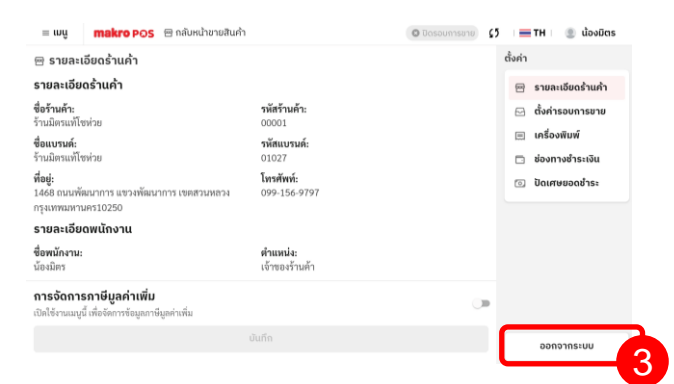 ≡ เมนู makro POS กลับหน้าขายสินค้า ปิดรอบการขาย TH น้องมิตร
รายละเอียดร้านค้า
ตั้งค่า
รายละเอียดร้านค้า
ชื่อร้านค้า: รหัสร้านค้า:
ร้านมิตรแท้โชห่วย 00001
ชื่อแบรนด์: รหัสแบรนด์:
ร้านมิตรแท้โชห่วย 01027
ที่อยู่: โทรศัพท์:
1468 ถนนพัฒนาการ แขวงพัฒนาการ เขตสวนหลวง 099-156-9797
กรุงเทพมหานคร10250
รายละเอียดพนักงาน
ชื่อพนักงาน: ตำแหน่ง:
น้องมิตร เจ้าของร้านค้า
การจัดการภาษีมูลค่าเพิ่ม
เปิดใช้งานเมนูนี้ เพื่อจัดการข้อมูลภาษีมูลค่าเพิ่ม
บันทึก
รายละเอียดร้านค้า
ตั้งค่ารอบการขาย
เครื่องพิมพ์
ช่องทางชำระเงิน
ปัดเศษยอดชำระ
ออกจากระบบ
3